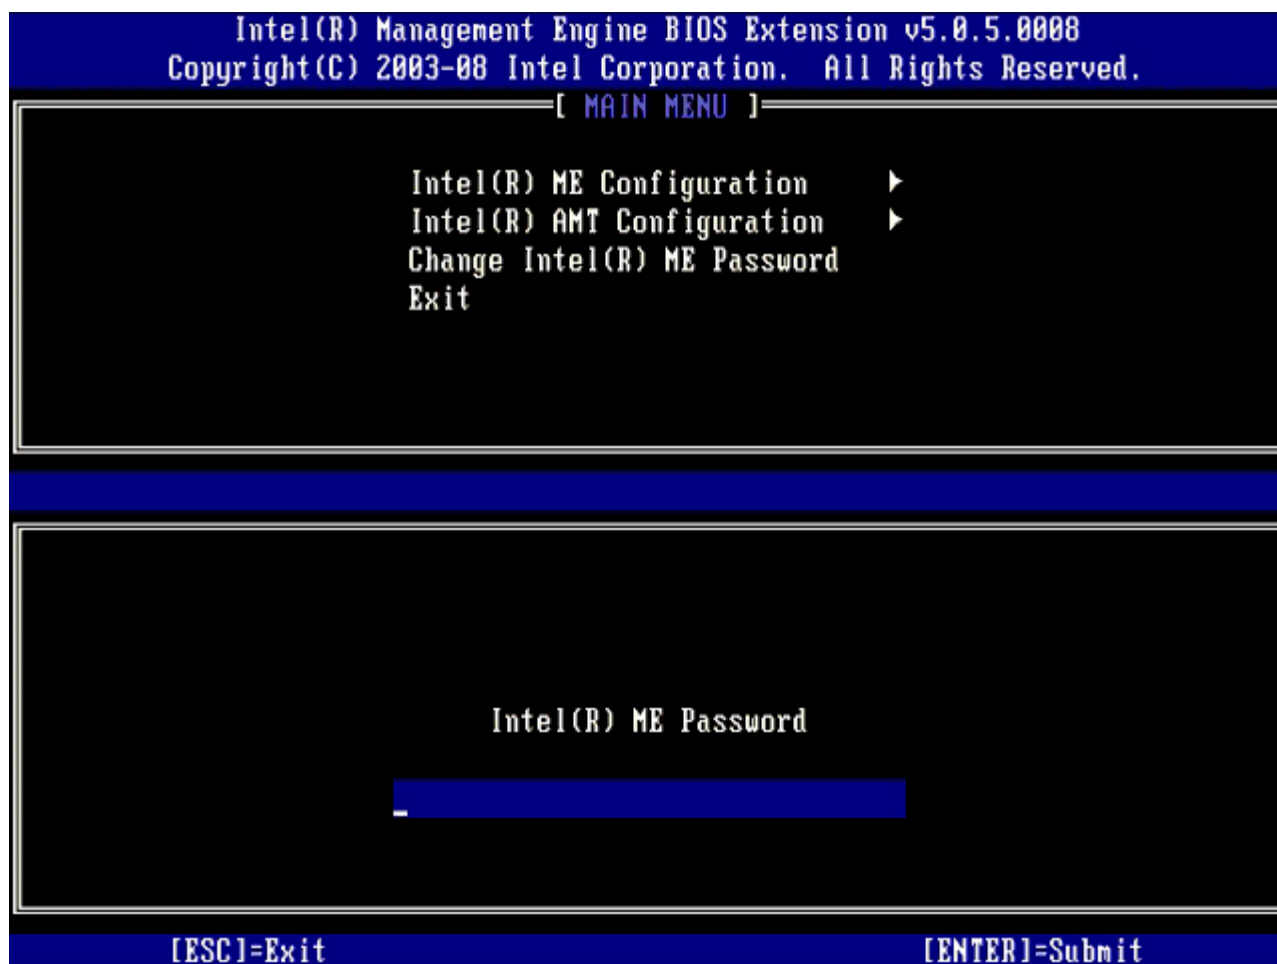 Intel(R) Management Engine BIOS Extension v5.0.5.0008
Copyright(C) 2003-08 Intel Corporation. All Rights Reserved.
[ MAIN MENU ]
Intel(R) ME Configuration ►
Intel(R) AMT Configuration ►
Change Intel(R) ME Password
Exit
Intel(R) ME Password
[ESC]=Exit [ENTER]=Submit